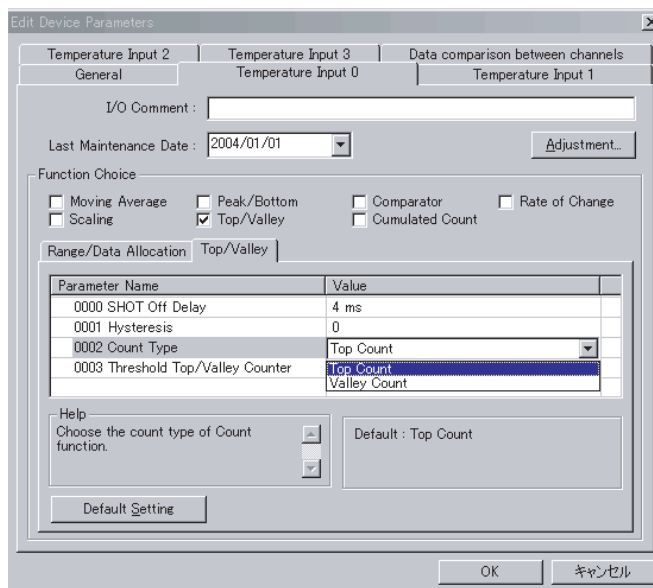 Edit Device Parameters
Temperature Input 2
Temperature Input 3
Data comparison between channels
General
Temperature Input 0
Temperature Input 1
I/O Comment :
Last Maintenance Date :
2004/01/01
Adjustment...
Function Choice
Moving Average
Peak/Bottom
Comparator
Rate of Change
Scaling
Top/Valley
Cumulated Count
Range/Data Allocation
Top/Valley
Parameter Name
Value
0000 SHOT Off Delay
4 ms
0001 Hysteresis
0
0002 Count Type
Top Count
0003 Threshold Top/Valley Counter
Top Count
Valley Count
Help
Choose the count type of Count
function.
Default : Top Count
Default Setting
OK
キャンセル